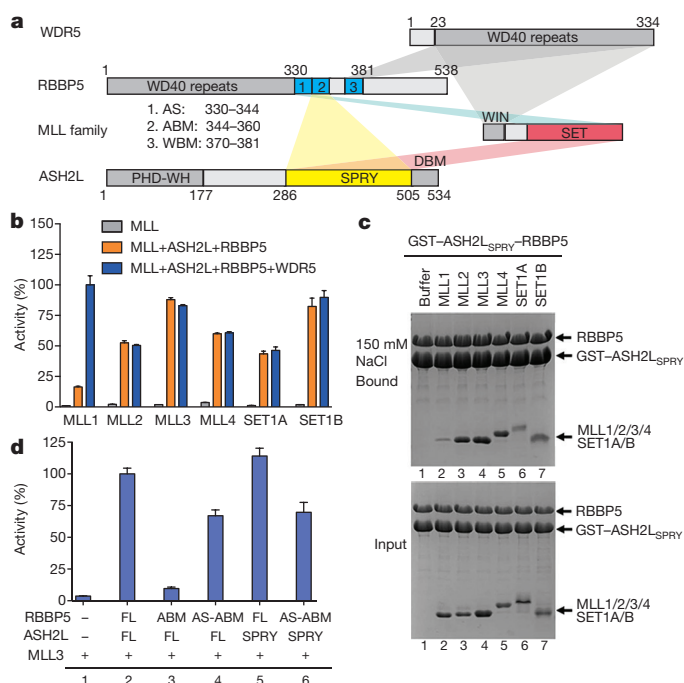 a
1 23 334
WDR5 WD40 repeats
1 330 381 538
RBBP5 WD40 repeats 1 2 3
1. AS: 330–344
MLL family 2. ABM: 344–360
3. WBM: 370–381
WIN SET
DBM
ASH2L PHD-WH SPRY
1 177 286 505 534
b
Activity (%)
150
125
100
75
50
25
0
MLL
MLL+ASH2L+RBBP5
MLL+ASH2L+RBBP5+WDR5
MLL1 MLL2 MLL3 MLL4 SET1A SET1B
c
GST–ASH2LSPRY–RBBP5
Buffer MLL1 MLL2 MLL3 MLL4 SET1A SET1B
150 mM
NaCl
Bound
RBBP5
GST–ASH2LSPRY
MLL1/2/3/4
SET1A/B
1 2 3 4 5 6 7
Input
RBBP5
GST–ASH2LSPRY
MLL1/2/3/4
SET1A/B
1 2 3 4 5 6 7
d
Activity (%)
125
100
75
50
25
0
RBBP5 – FL ABM AS-ABM FL AS-ABM
ASH2L – FL FL FL SPRY SPRY
MLL3 + + + + + +
1 2 3 4 5 6